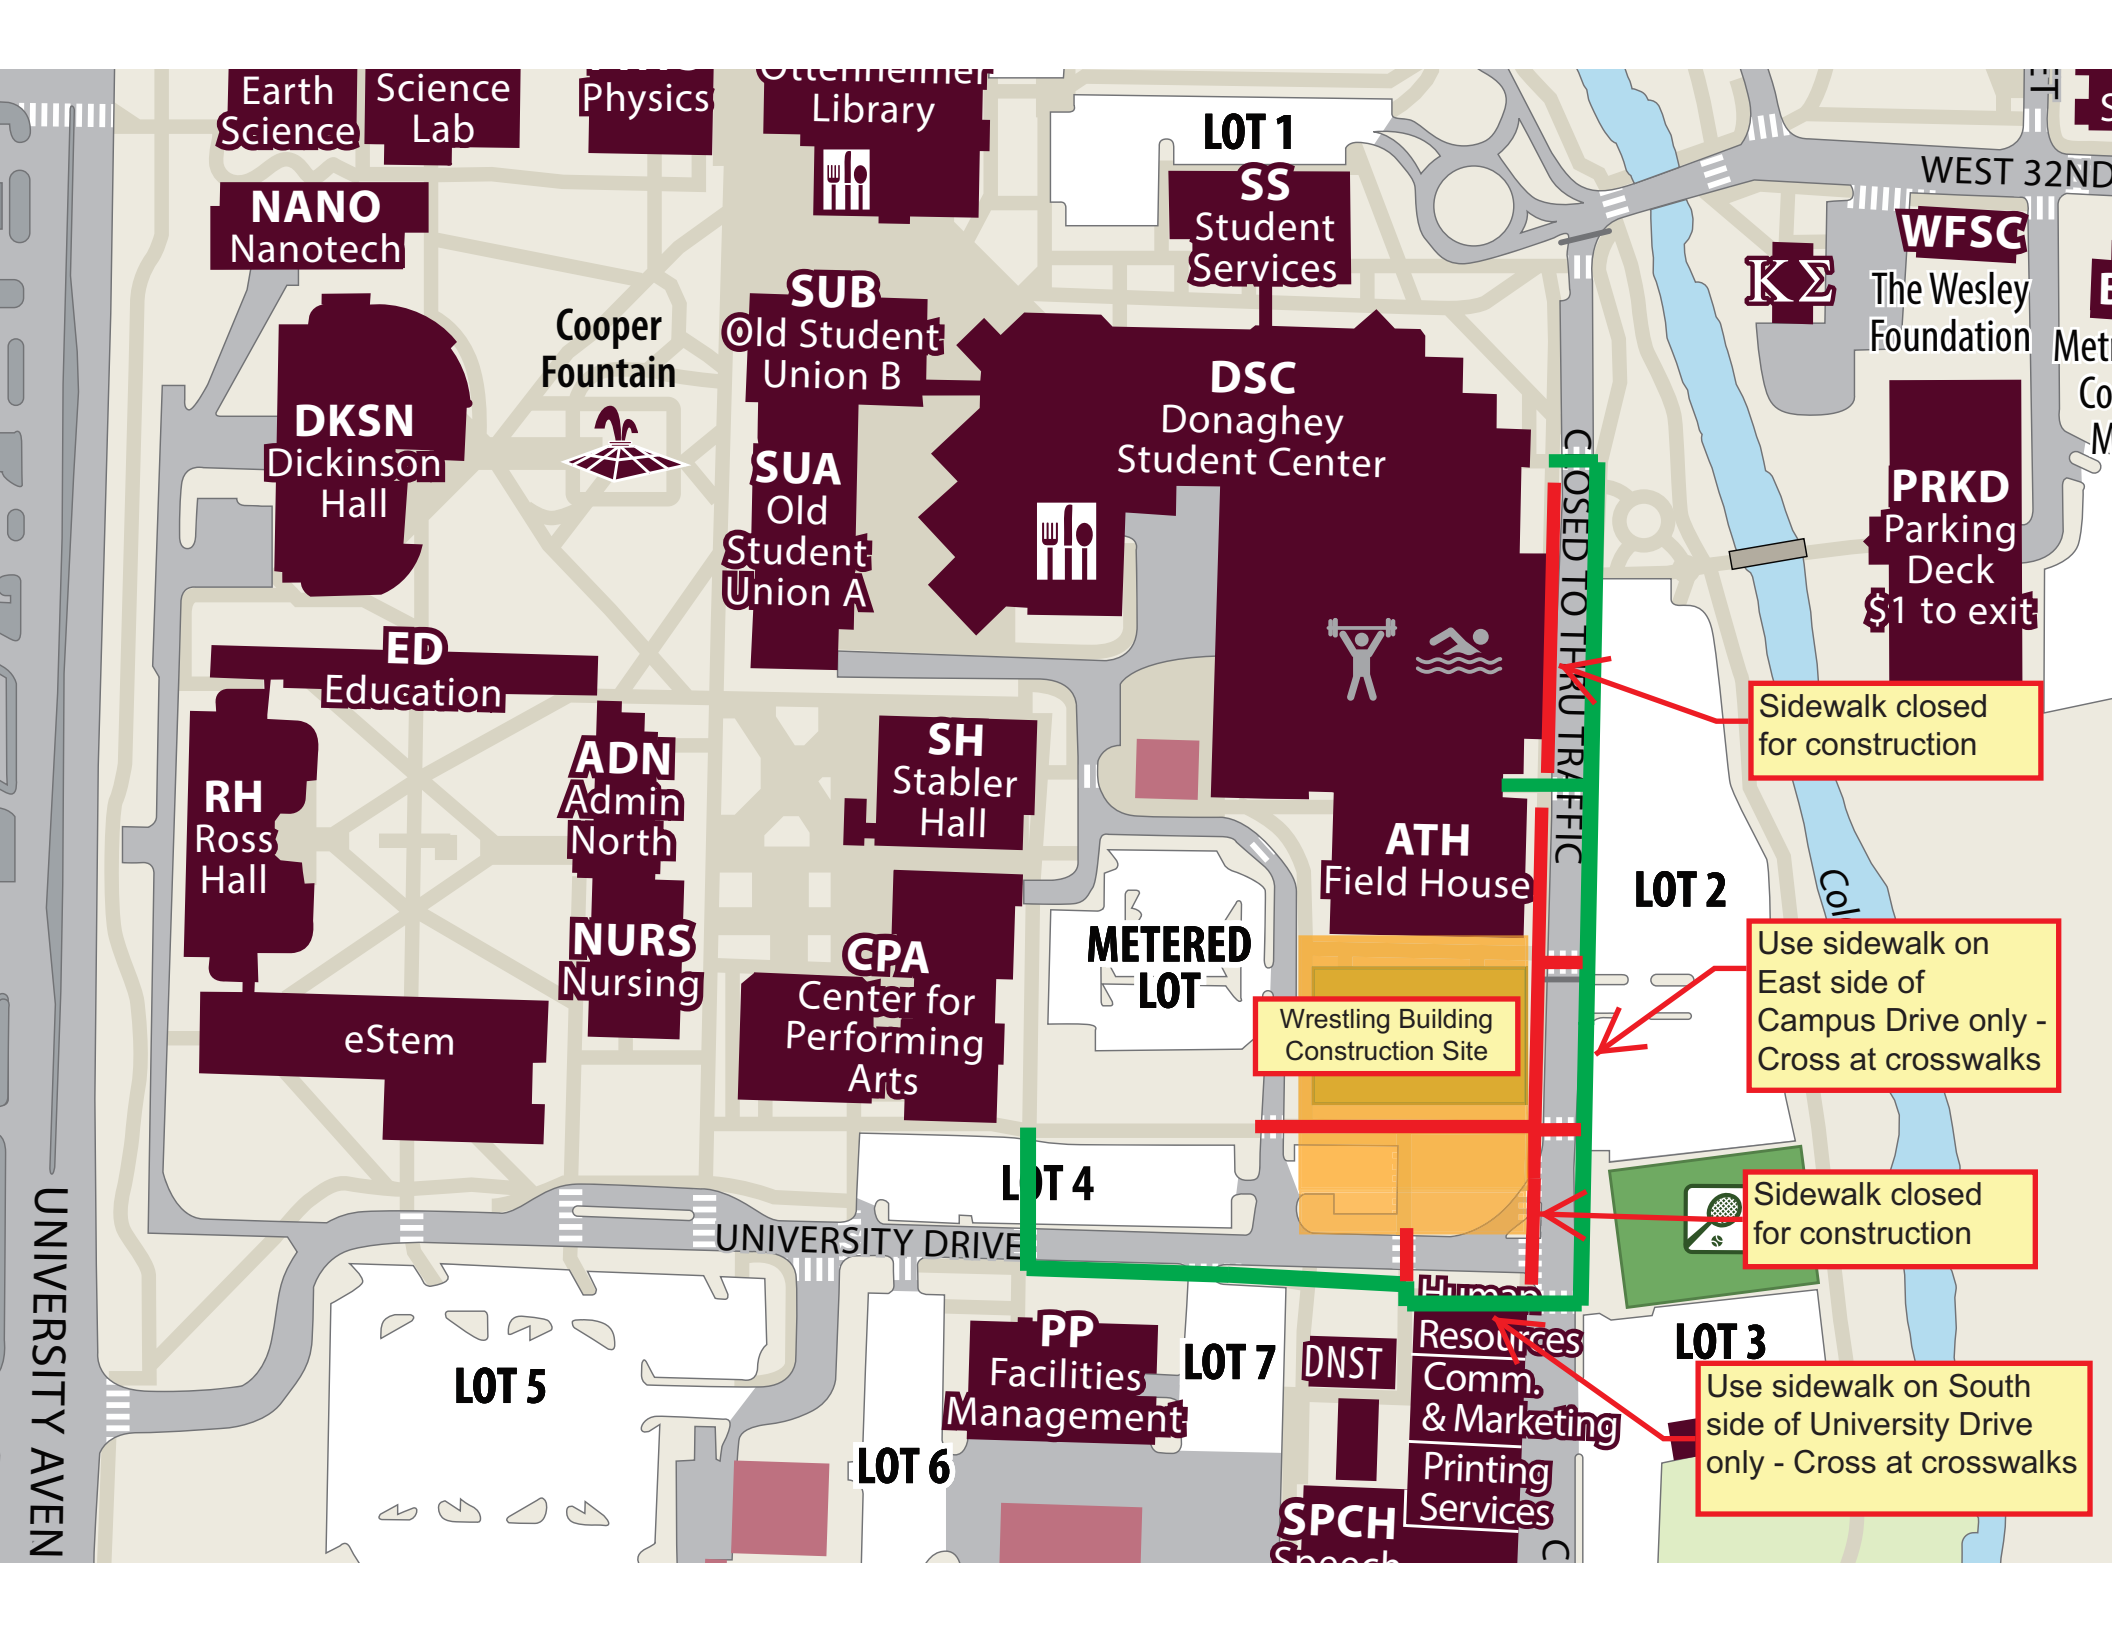 Earth
Science
Science
Lab
Physics
Ottenheimer
Library
LOT 1
WEST 32ND
NANO
Nanotech
SS
Student
Services
WFSC
The Wesley
Foundation
ΚΣ
SUB
Old Student
Union B
Cooper
Fountain
DSC
Donaghey
Student Center
DKSN
Dickinson
Hall
SUA
Old
Student
Union A
CLOSED TO THRU TRAFFIC
PRKD
Parking
Deck
$1 to exit
ED
Education
Sidewalk closed
for construction
RH
Ross
Hall
ADN
Admin
North
SH
Stabler
Hall
ATH
Field House
LOT 2
METERED
LOT
NURS
Nursing
CPA
Center for
Performing
Arts
eStem
Wrestling Building
Construction Site
Use sidewalk on
East side of
Campus Drive only -
Cross at crosswalks
LOT 4
Sidewalk closed
for construction
UNIVERSITY DRIVE
UNIVERSITY AVEN
Human
Resources
Comm.
& Marketing
Printing
Services
LOT 5
PP
Facilities
Management
LOT 7
DNST
LOT 3
Use sidewalk on South
side of University Drive
only - Cross at crosswalks
LOT 6
SPCH
Speech